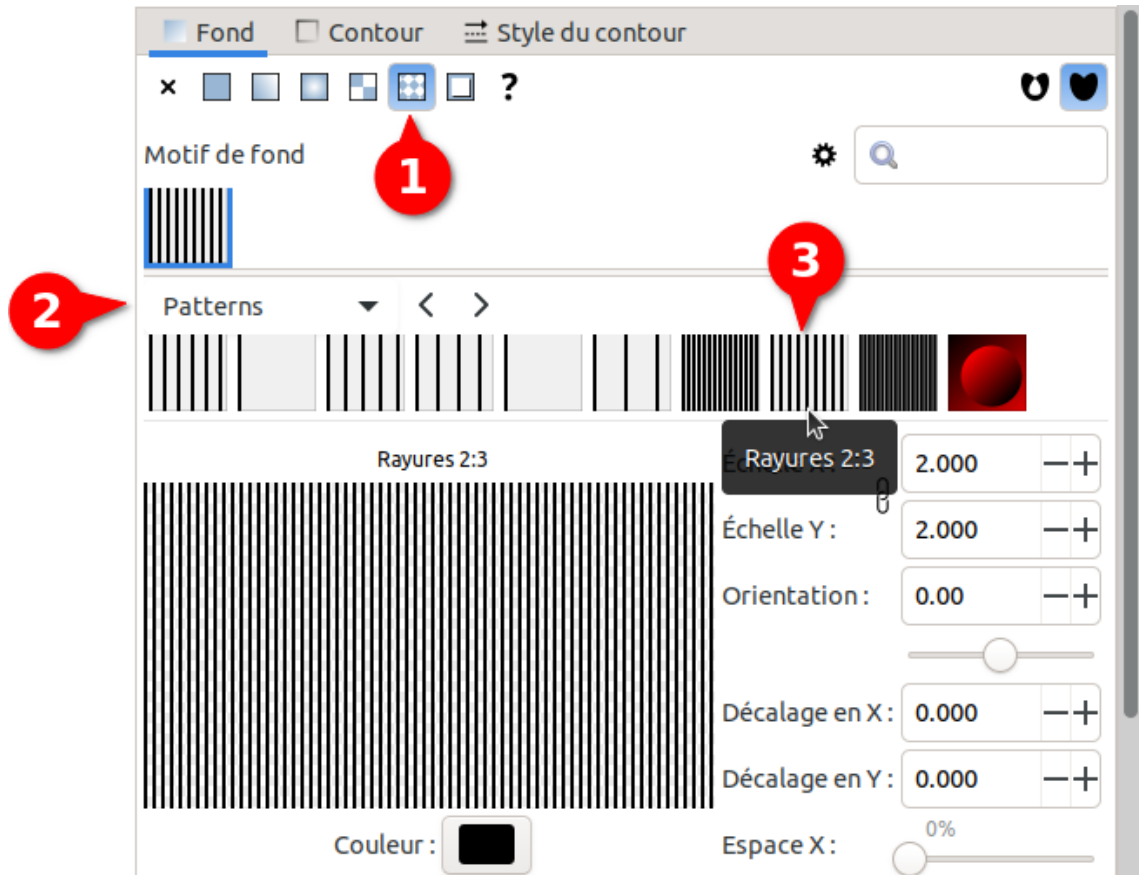 Fond Contour Style du contour
?
1
Motif de fond
3
2
Patterns
Rayures 2:3
Rayures 2:3
2.000
Échelle Y :
2.000
Orientation :
0.00
Décalage en X :
0.000
Décalage en Y :
0.000
Couleur :
Espace X :
0%